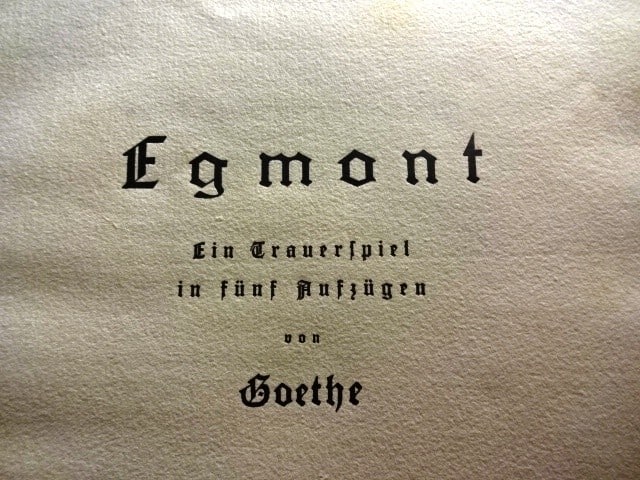 Egmont
Ein Trauerſpiel
in fünf Aufzügen
von
Goethe